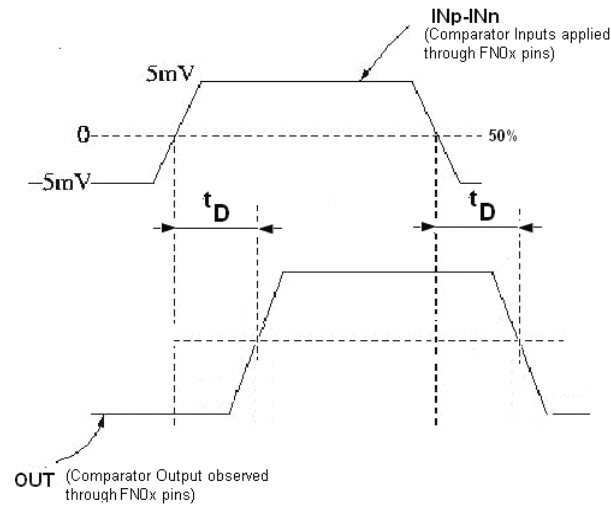 INp-INn
(Comparator Inputs applied
through FN0x pins)
5mV
0
50%
-5mV
tD
tD
OUT (Comparator Output observed
through FN0x pins)